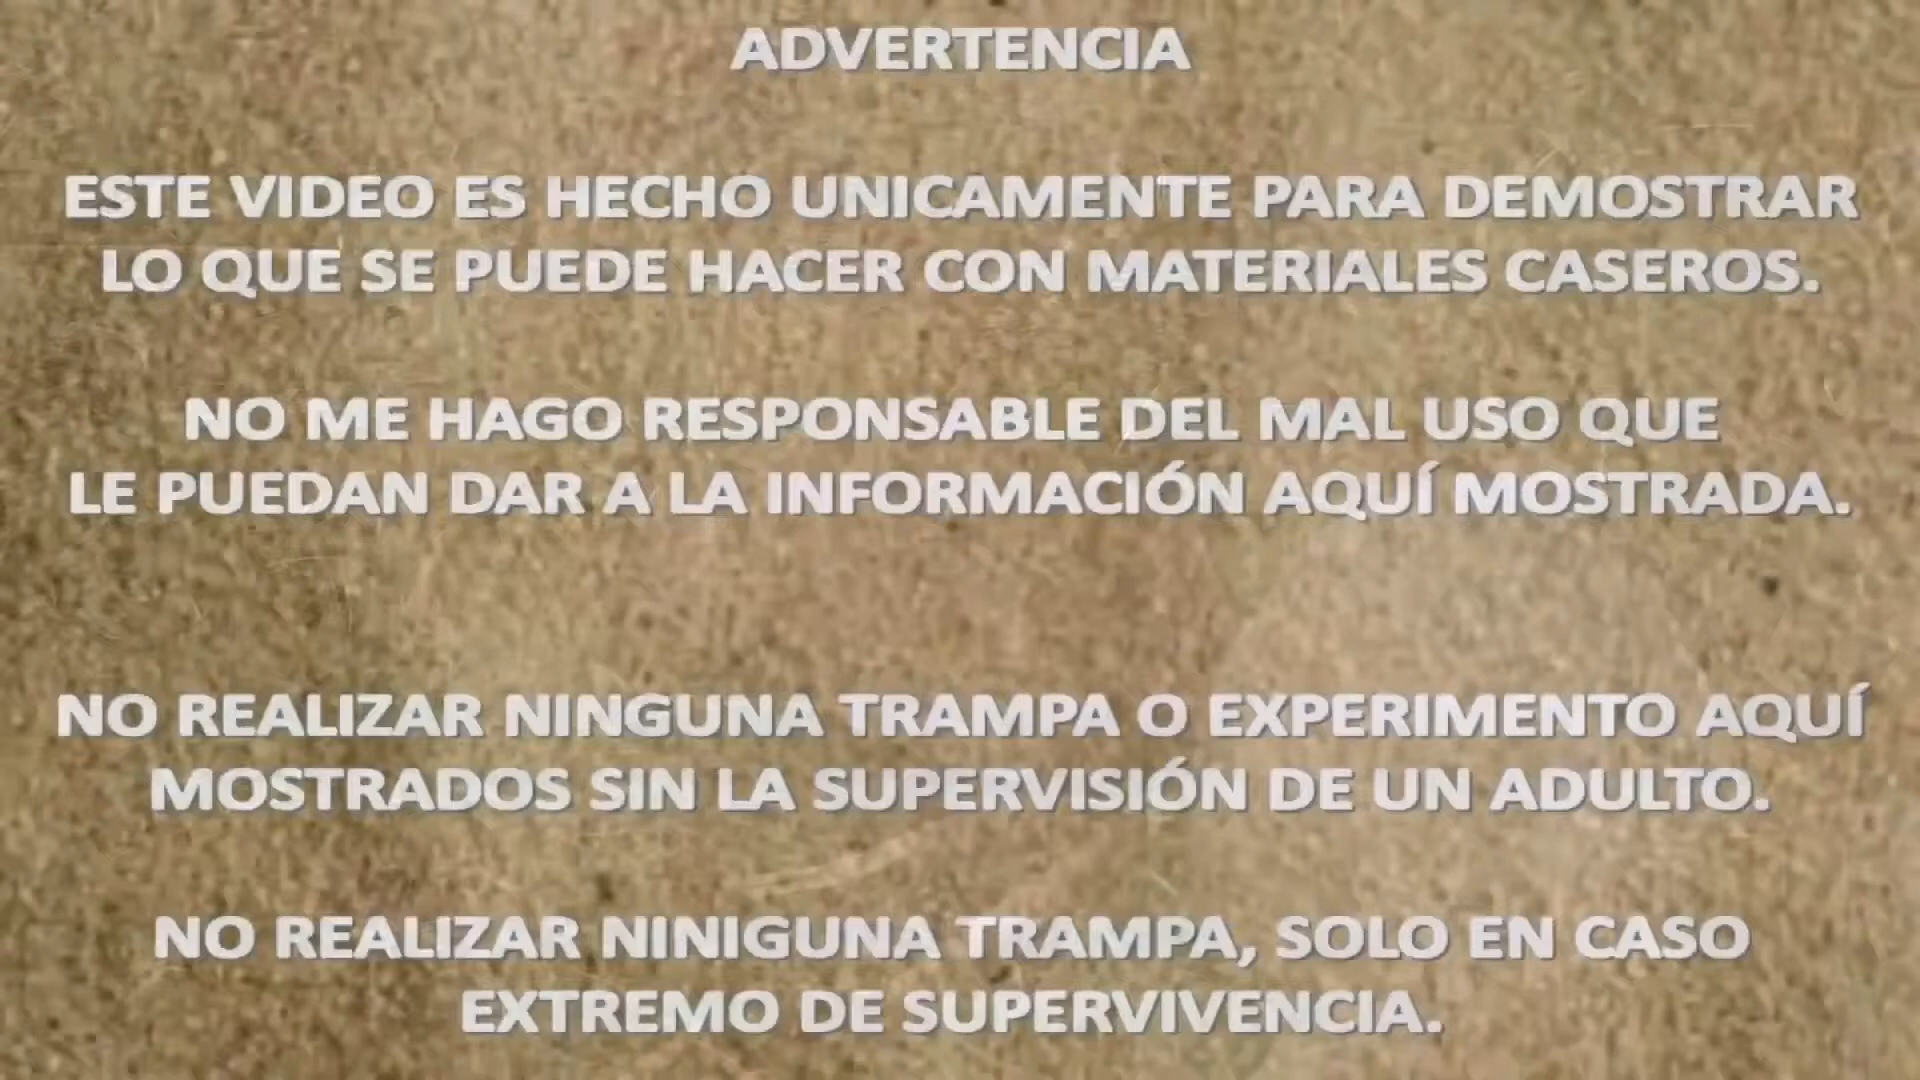 ADVERTENCIA
ESTE VIDEO ES HECHO UNICAMENTE PARA DEMOSTRAR
LO QUE SE PUEDE HACER CON MATERIALES CASEROS.
NO ME HAGO RESPONSABLE DEL MAL USO QUE
LE PUEDAN DAR A LA INFORMACIÓN AQUÍ MOSTRADA.
NO REALIZAR NINGUNA TRAMPA O EXPERIMENTO AQUÍ
MOSTRADOS SIN LA SUPERVISIÓN DE UN ADULTO.
NO REALIZAR NINIGUNA TRAMPA, SOLO EN CASO
EXTREMO DE SUPERVIVENCIA.